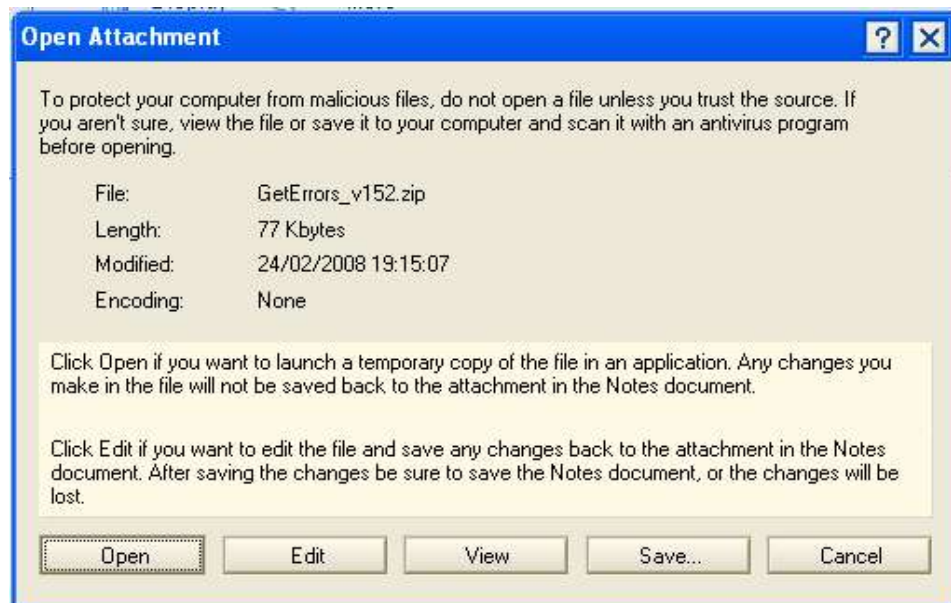 Open Attachment
To protect your computer from malicious files, do not open a file unless you trust the source. If
you aren't sure, view the file or save it to your computer and scan it with an antivirus program
before opening.
File: GetErrors_v152.zip
Length: 77 Kbytes
Modified: 24/02/2008 19:15:07
Encoding: None
Click Open if you want to launch a temporary copy of the file in an application. Any changes you
make in the file will not be saved back to the attachment in the Notes document.
Click Edit if you want to edit the file and save any changes back to the attachment in the Notes
document. After saving the changes be sure to save the Notes document, or the changes will be
lost.
Open Edit View Save... Cancel